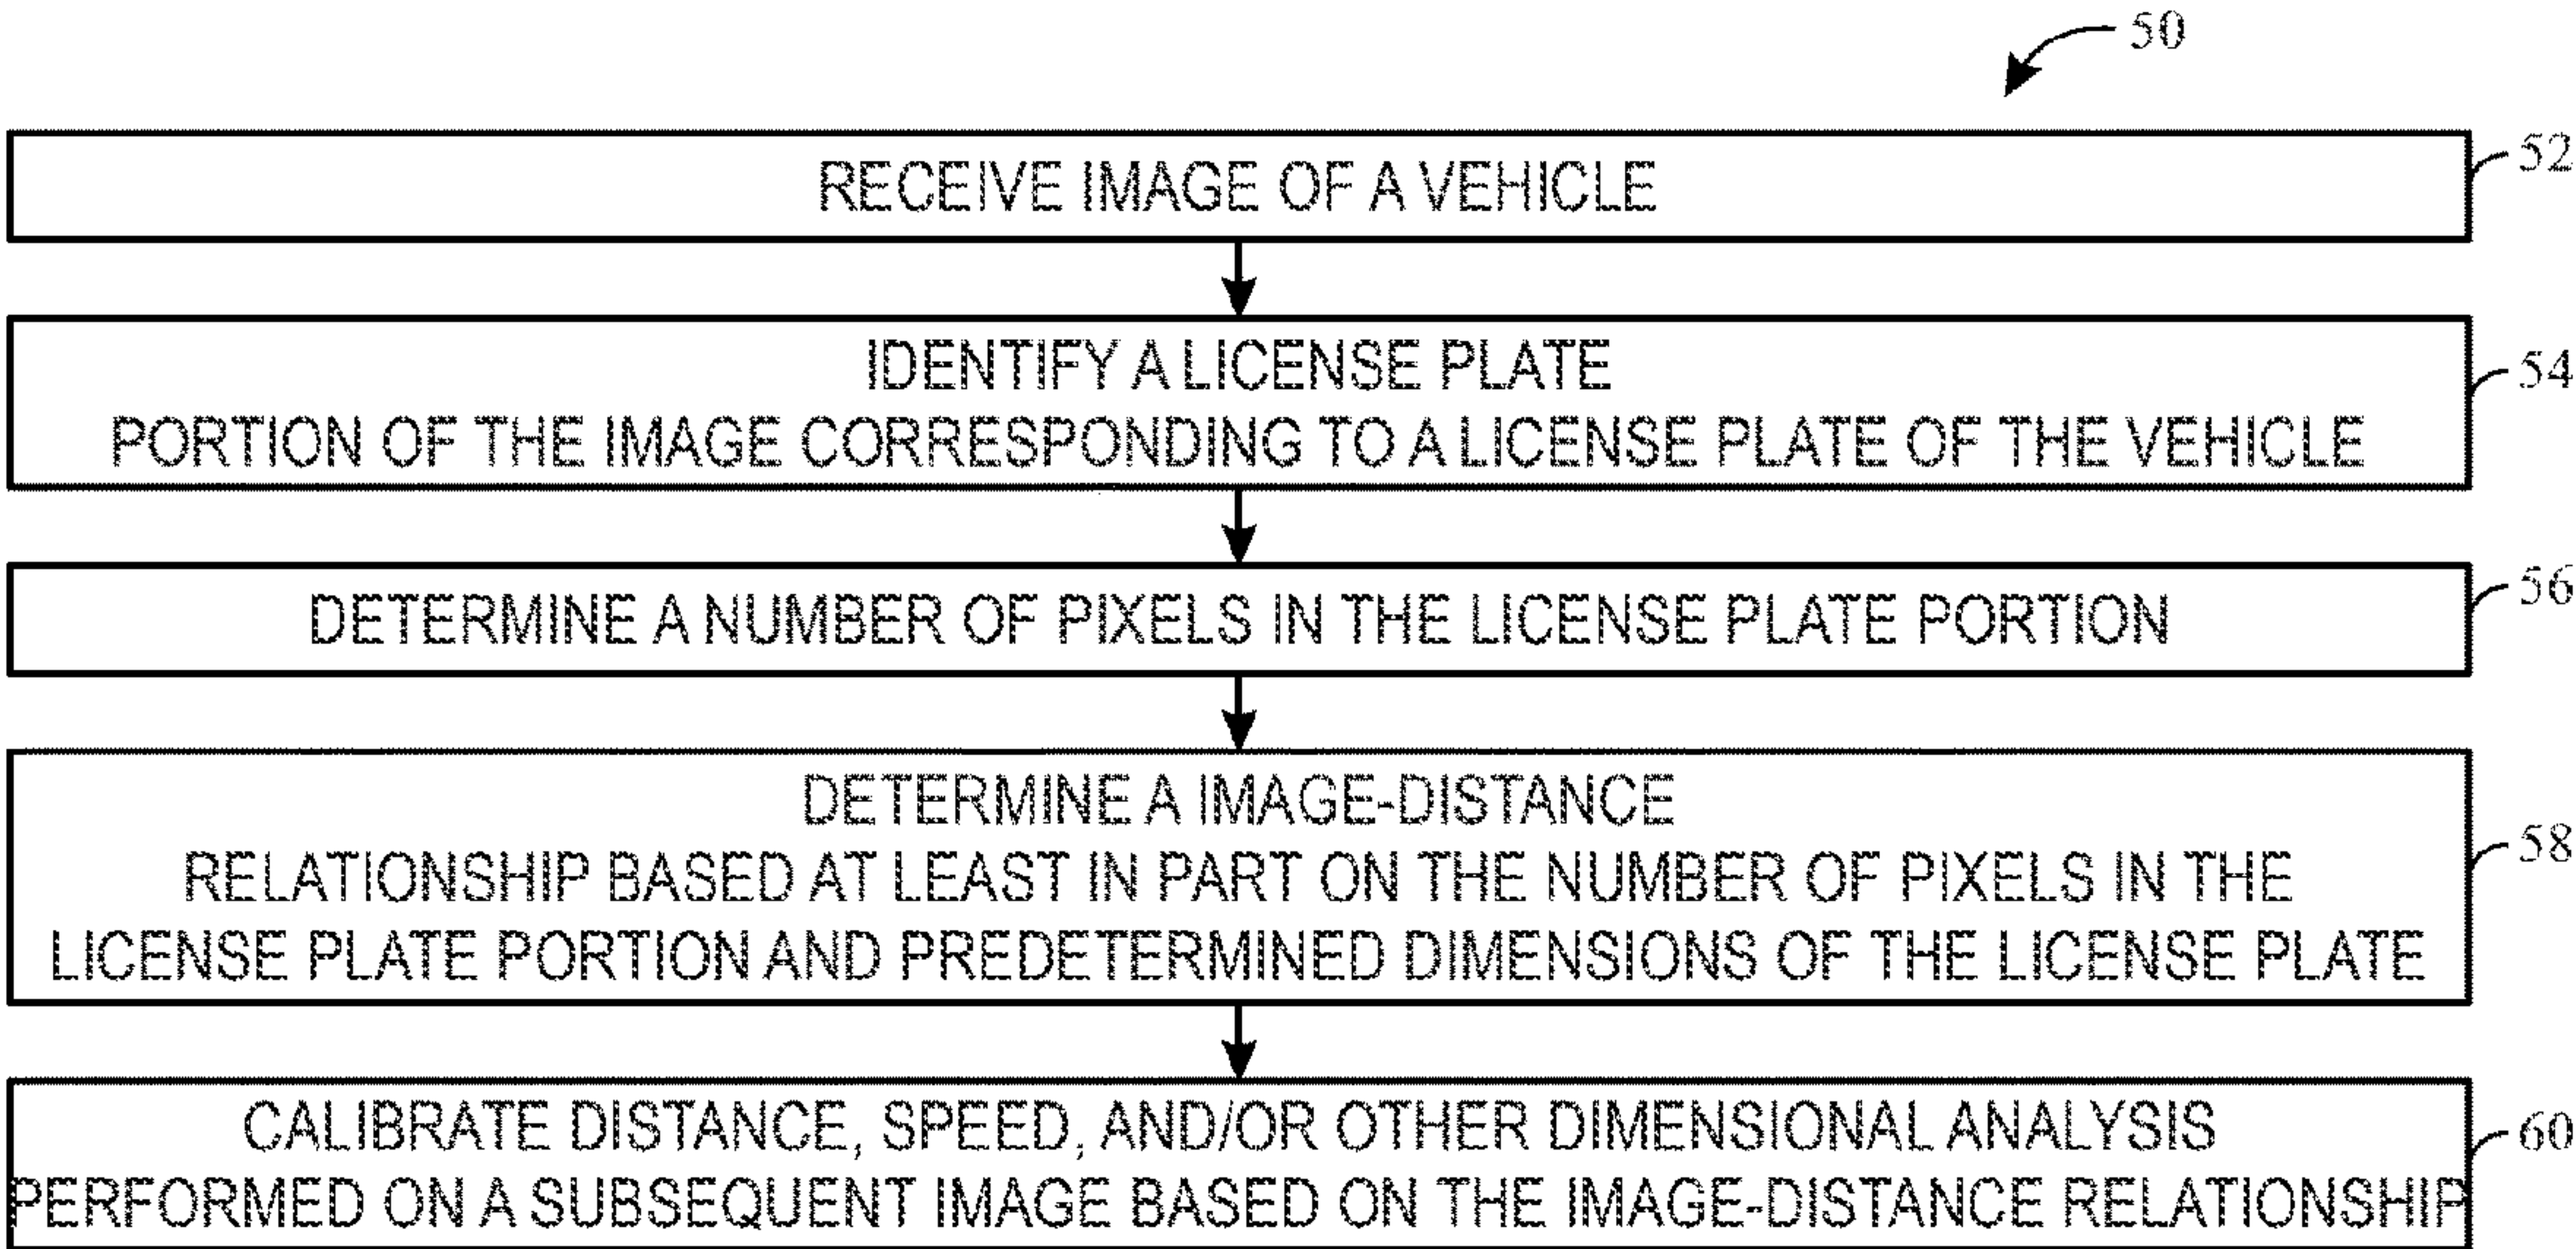 50
RECEIVE IMAGE OF A VEHICLE
52
IDENTIFY A LICENSE PLATE
PORTION OF THE IMAGE CORRESPONDING TO A LICENSE PLATE OF THE VEHICLE
54
DETERMINE A NUMBER OF PIXELS IN THE LICENSE PLATE PORTION
56
DETERMINE A IMAGE-DISTANCE
RELATIONSHIP BASED AT LEAST IN PART ON THE NUMBER OF PIXELS IN THE
LICENSE PLATE PORTION AND PREDETERMINED DIMENSIONS OF THE LICENSE PLATE
58
CALIBRATE DISTANCE, SPEED, AND/OR OTHER DIMENSIONAL ANALYSIS
PERFORMED ON A SUBSEQUENT IMAGE BASED ON THE IMAGE-DISTANCE RELATIONSHIP
60